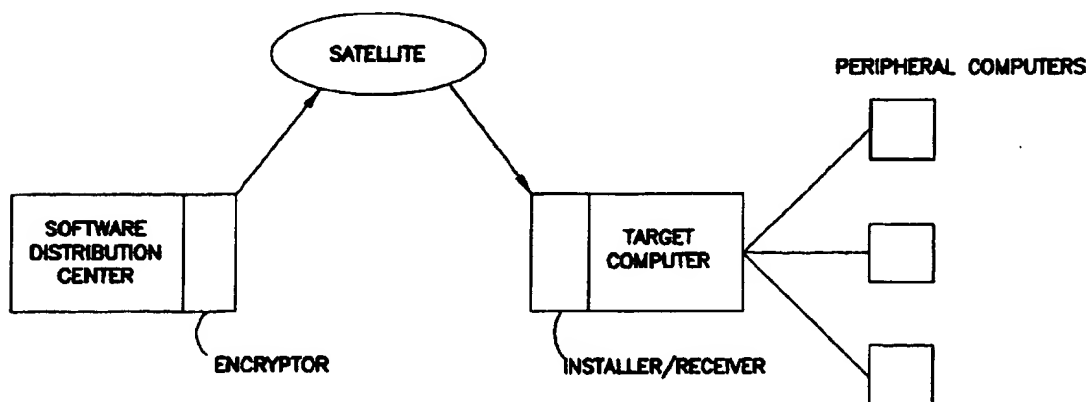 SATELLITE
PERIPHERAL COMPUTERS
SOFTWARE
DISTRIBUTION
CENTER
TARGET
COMPUTER
ENCRYPTOR
INSTALLER/RECEIVER